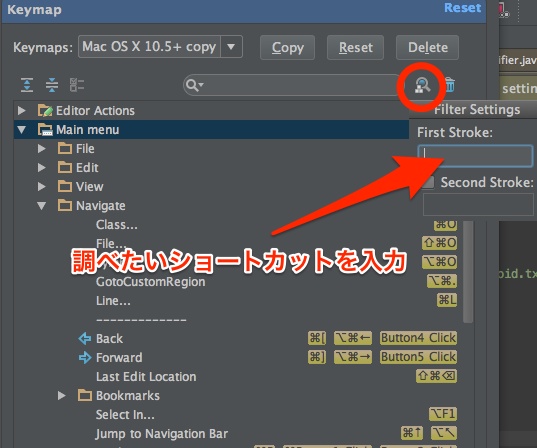 Keymap
Reset
Keymaps: Mac OS X 10.5+ copy Copy Reset Delete
ifier.jav
settin
Editor Actions
Filter Settings
Main menu
First Stroke:
File
Edit
View
Second Stroke:
Navigate
Class... ⌘O
File... ⇧⌘O
調べたいショートカットを入力
⌥⌘O
oid.tx
GotoCustomRegion ⌥⌘.
Line... ⌘L
-------------
Back ⌘[ ⌥⌘← Button4 Click
Forward ⌘] ⌥⌘→ Button5 Click
Last Edit Location ⇧⌘⌫
Bookmarks
Select In... ⌥F1
Jump to Navigation Bar ⌘↑ ⌥↖